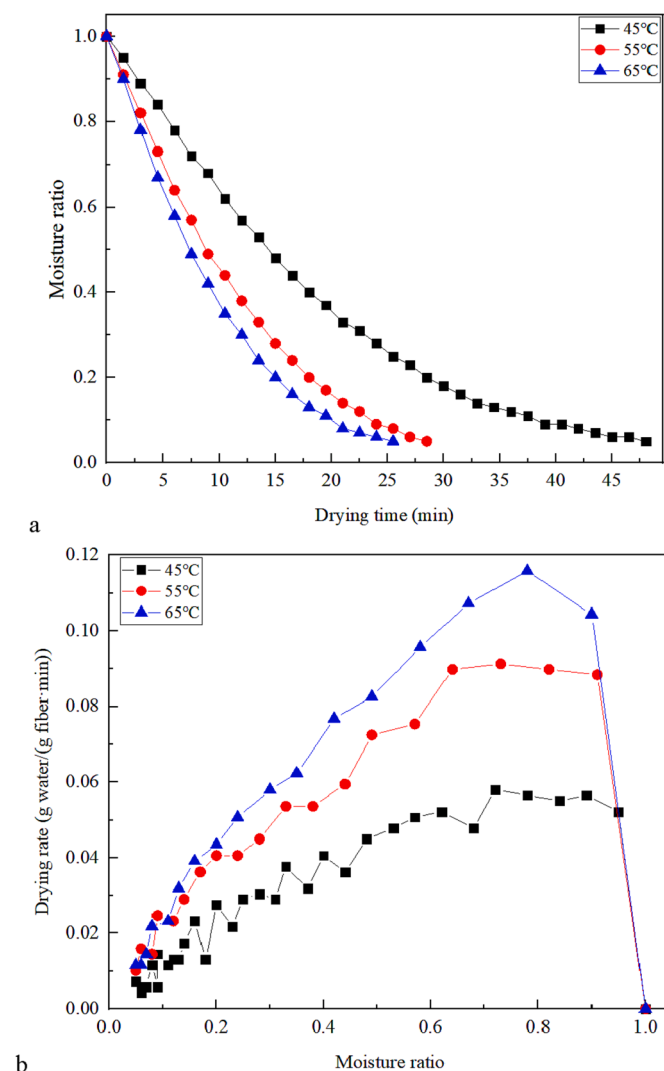 45℃
55℃
65℃
1.0
0.8
0.6
0.4
0.2
0.0
Moisture ratio
0 5 10 15 20 25 30 35 40 45
Drying time (min)
a
45℃
55℃
65℃
0.12
0.10
0.08
0.06
0.04
0.02
0.00
Drying rate (g water/(g fiber·min))
0.0 0.2 0.4 0.6 0.8 1.0
Moisture ratio
b